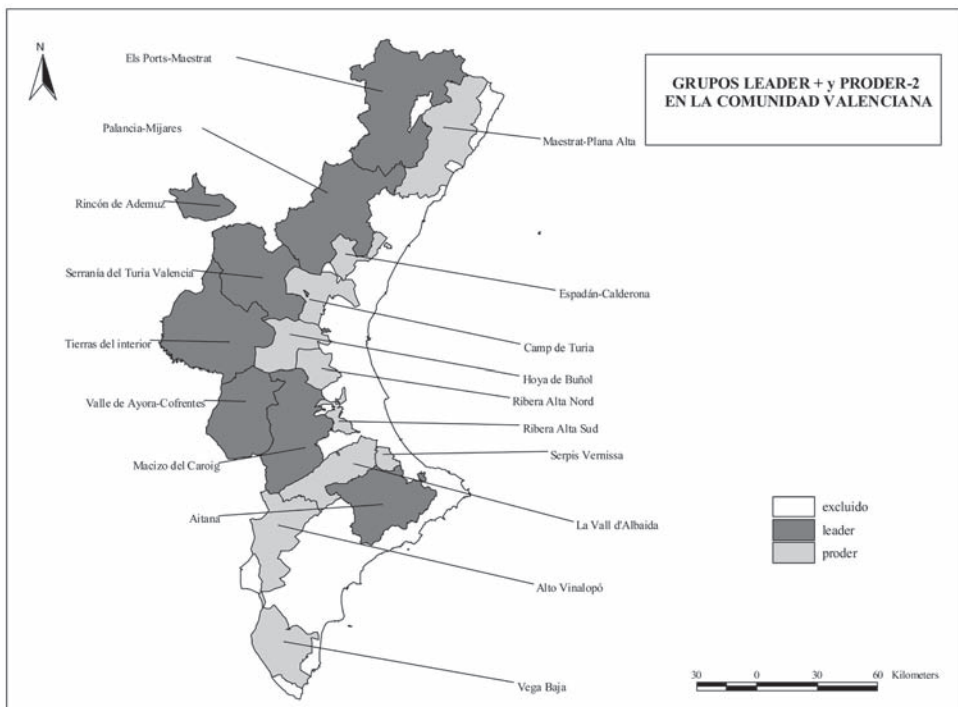 N
GRUPOS LEADER + y PRODER-2
EN LA COMUNIDAD VALENCIANA
Els Ports-Maestrat
Palancia-Mijares
Maestrat-Plana Alta
Rincón de Ademuz
Serranía del Turia Valencia
Espadán-Calderona
Tierras del interior
Camp de Turia
Hoya de Buñol
Valle de Ayora-Cofrentes
Ribera Alta Nord
Ribera Alta Sud
Macizo del Caroig
Serpis Vernissa
Aitana
La Vall d'Albaida
excluido
leader
proder
Alto Vinalopó
Vega Baja
30 0 30 60 Kilometers